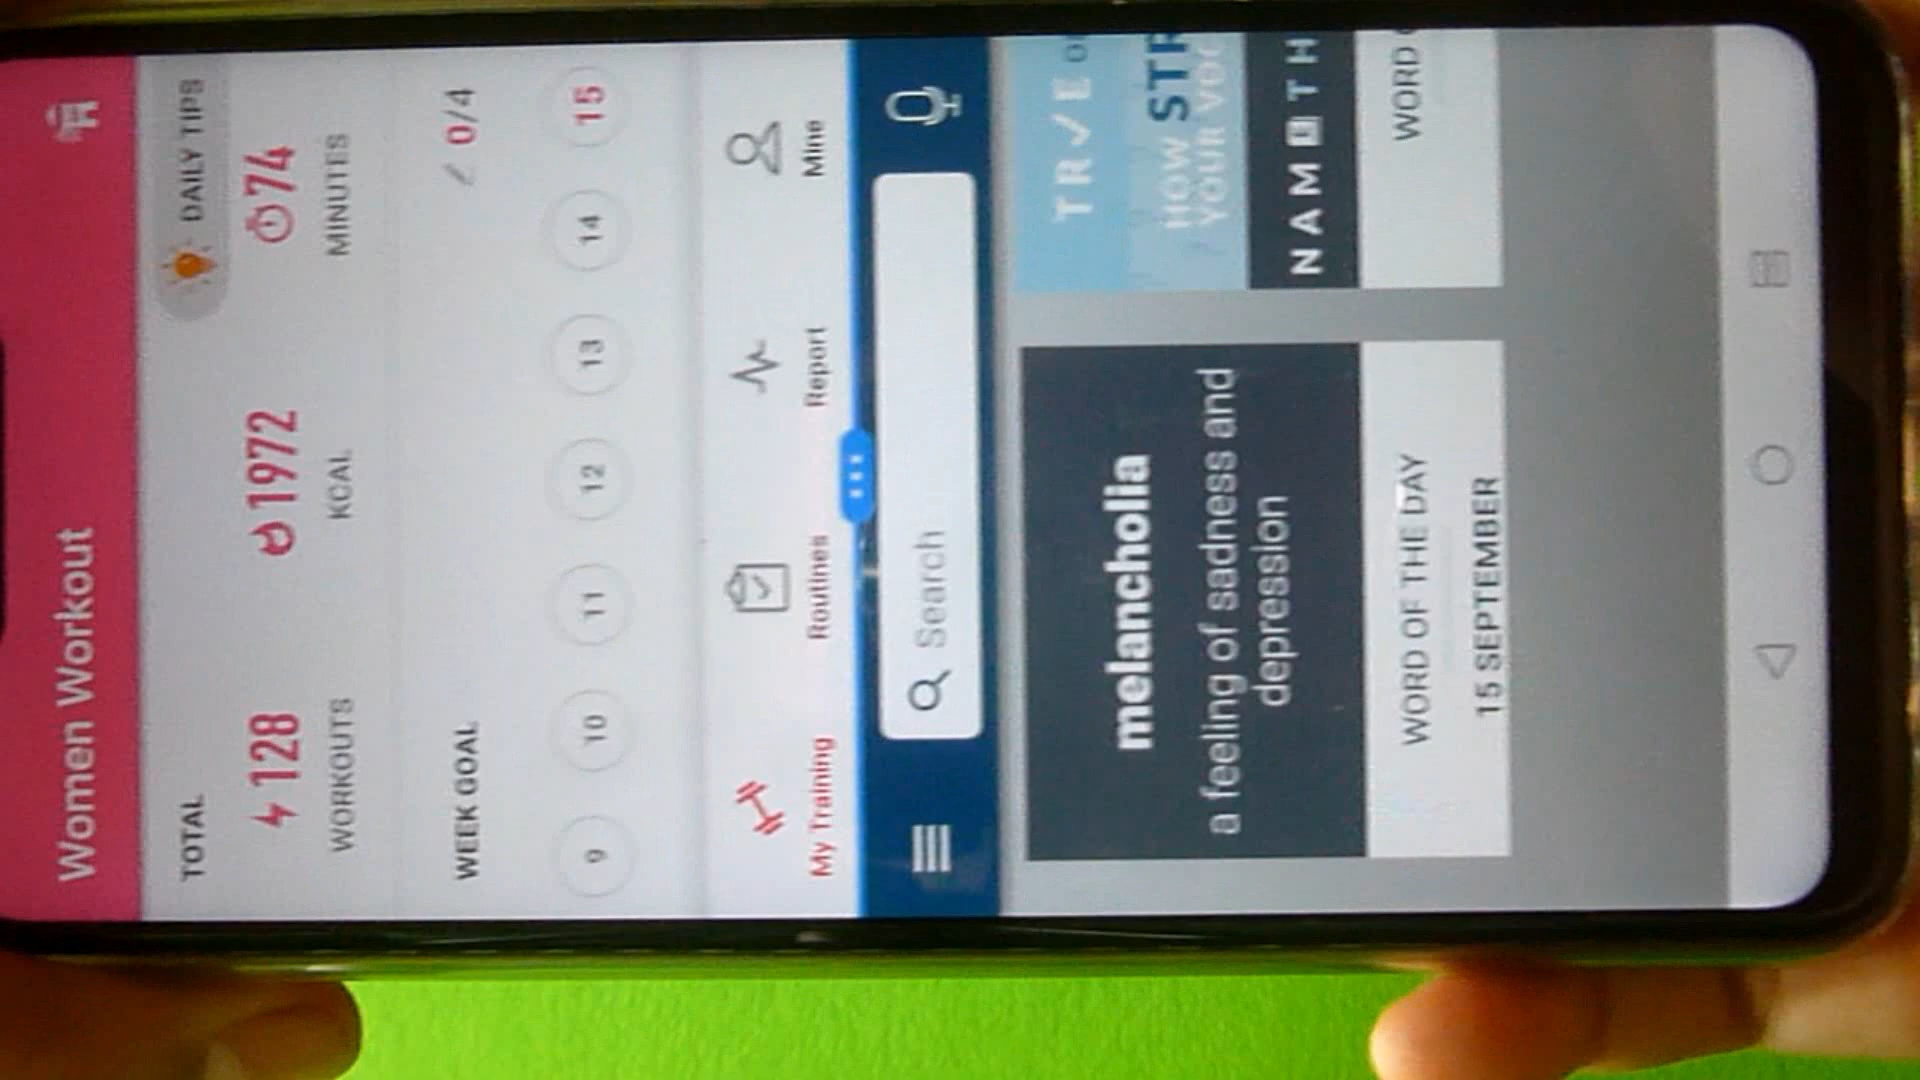 Women Workout
TOTAL
DAILY TIPS
128
1972
74
WORKOUTS
KCAL
MINUTES
WEEK GOAL
0/4
9 10 11 12 13 14 15
My Training
Routines
Report
Mine
Search
melancholia
a feeling of sadness and
depression
WORD OF THE DAY
15 SEPTEMBER
HOW STR
YOUR VOC
NAM TH
WORD